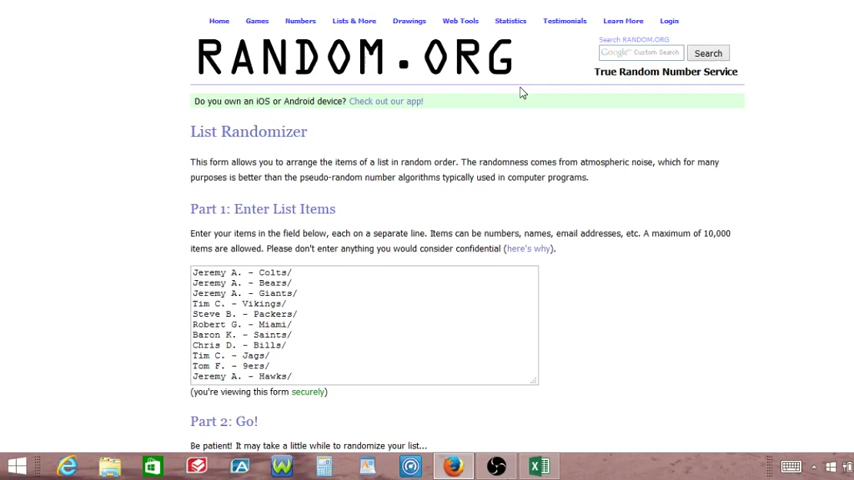 Home Games Numbers Lists & More Drawings Web Tools Statistics Testimonials Learn More Login
RANDOM.ORG
Search RANDOM.ORG
Google Custom Search Search
True Random Number Service
Do you own an iOS or Android device? Check out our app!
List Randomizer
This form allows you to arrange the items of a list in random order. The randomness comes from atmospheric noise, which for many
purposes is better than the pseudo-random number algorithms typically used in computer programs.
Part 1: Enter List Items
Enter your items in the field below, each on a separate line. Items can be numbers, names, email addresses, etc. A maximum of 10,000
items are allowed. Please don't enter anything you would consider confidential (here's why).
Jeremy A. - Colts/
Jeremy A. - Bears/
Jeremy A. - Giants/
Tim C. - Vikings/
Steve B. - Packers/
Robert G. - Miami/
Baron K. - Saints/
Chris D. - Bills/
Tim C. - Jags/
Tom F. - 9ers/
Jeremy A. - Hawks/
(you're viewing this form securely)
Part 2: Go!
Be patient! It may take a little while to randomize your list...